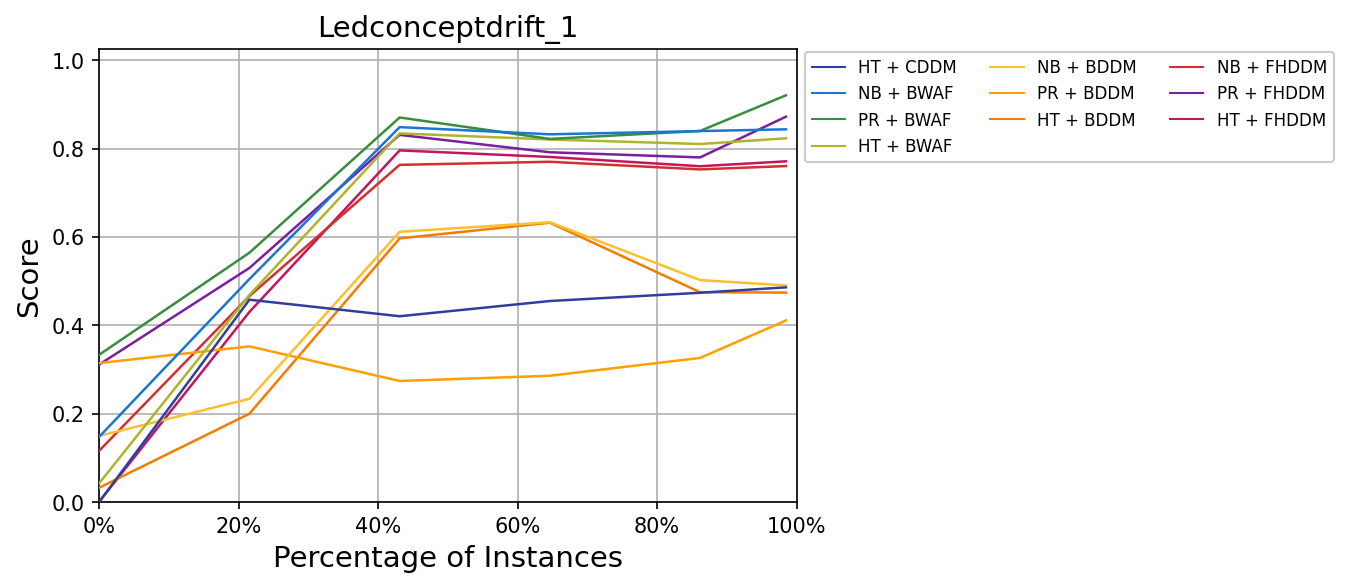 Ledconceptdrift_1
1.0
0.8
0.6
0.4
0.2
0.0
Score
0% 20% 40% 60% 80% 100%
Percentage of Instances
HT + CDDM
NB + BWAF
PR + BWAF
HT + BWAF
NB + BDDM
PR + BDDM
HT + BDDM
NB + FHDDM
PR + FHDDM
HT + FHDDM